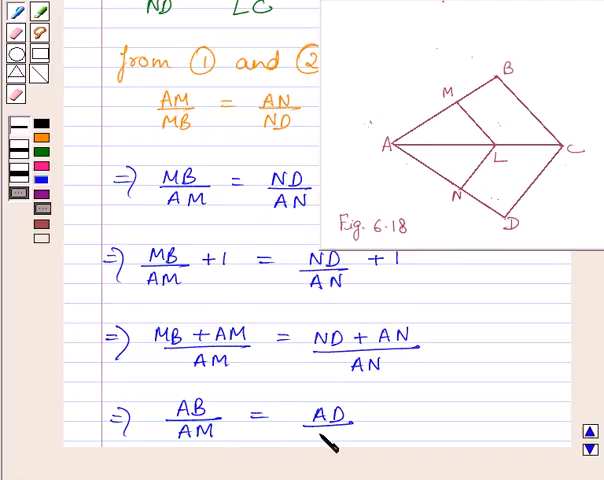 ND LC
from ① and ②
AM/MB = AN/ND
⇒ MB/AM = ND/AN
⇒ MB/AM + 1 = ND/AN + 1
⇒ (MB + AM)/AM = (ND + AN)/AN
⇒ AB/AM = AD/
B
M
A
L
C
N
D
Fig. 6.18